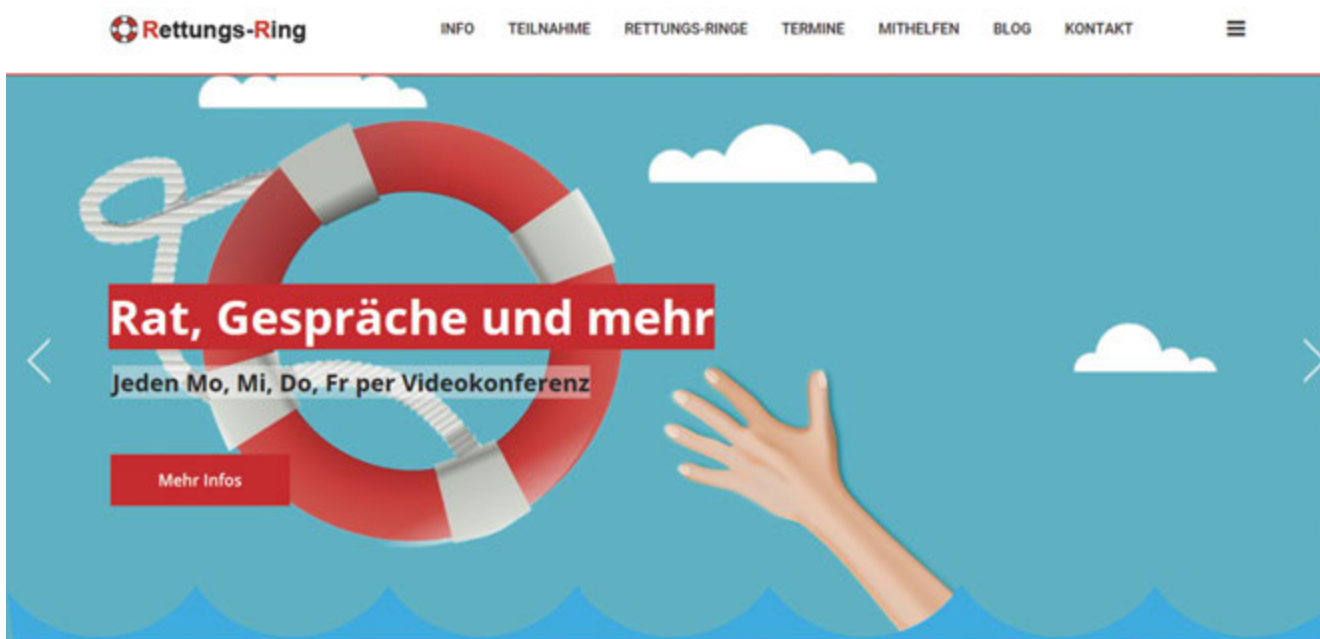 Rettungs-Ring
INFO TEILNAHME RETTUNGS-RINGE TERMINE MITHELFEN BLOG KONTAKT
Rat, Gespräche und mehr
Jeden Mo, Mi, Do, Fr per Videokonferenz
Mehr Infos